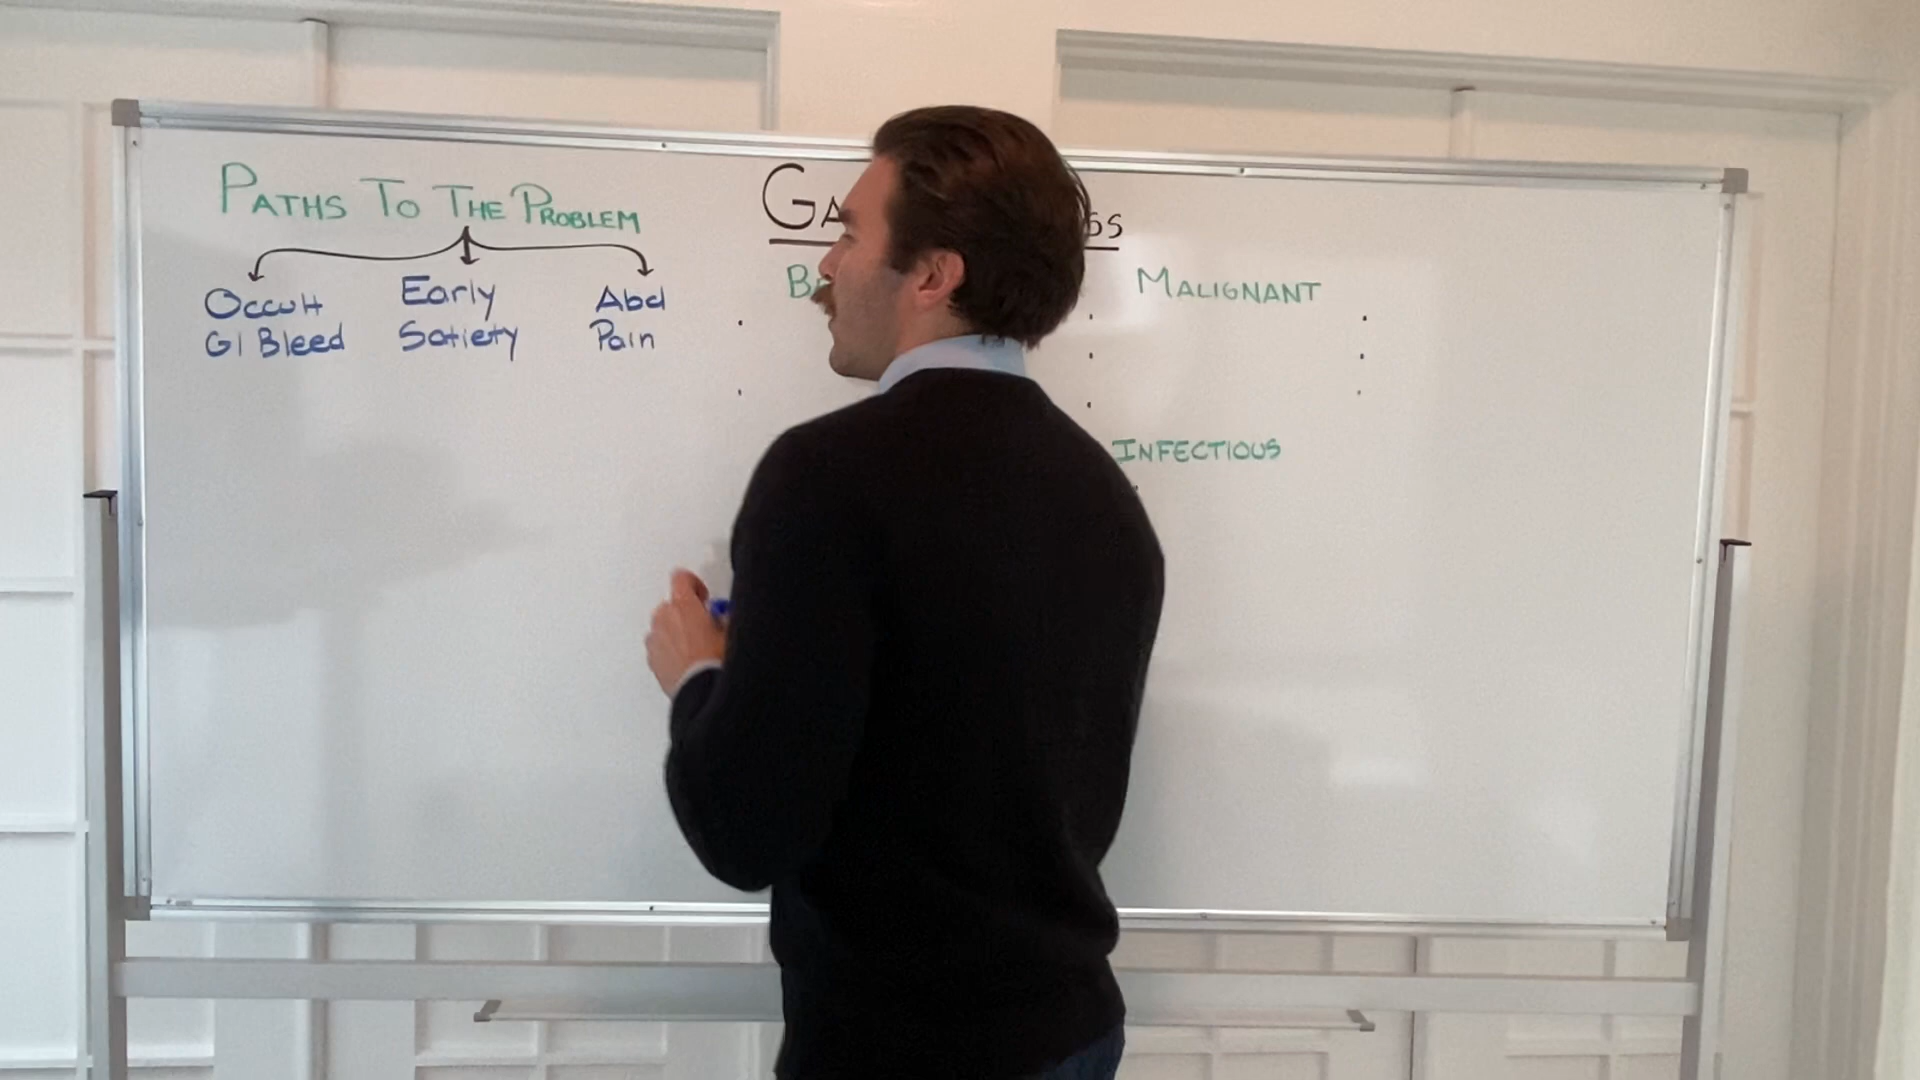 PATHS TO THE PROBLEM
Occult
GI Bleed
Early
Satiety
Abd
Pain
MALIGNANT
INFECTIOUS